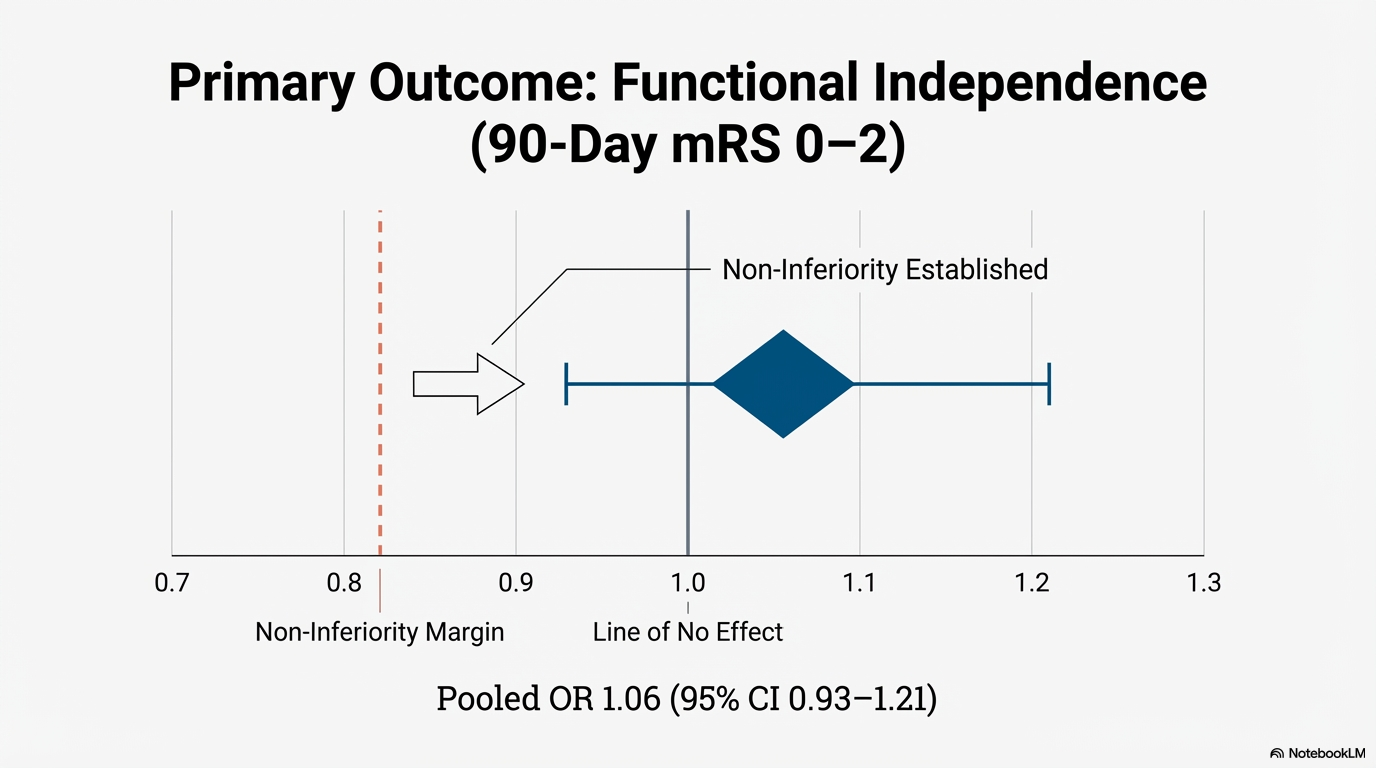 Primary Outcome: Functional Independence
(90-Day mRS 0–2)
Non-Inferiority Established
0.7 0.8 0.9 1.0 1.1 1.2 1.3
Non-Inferiority Margin Line of No Effect
Pooled OR 1.06 (95% CI 0.93–1.21)
NotebookLM